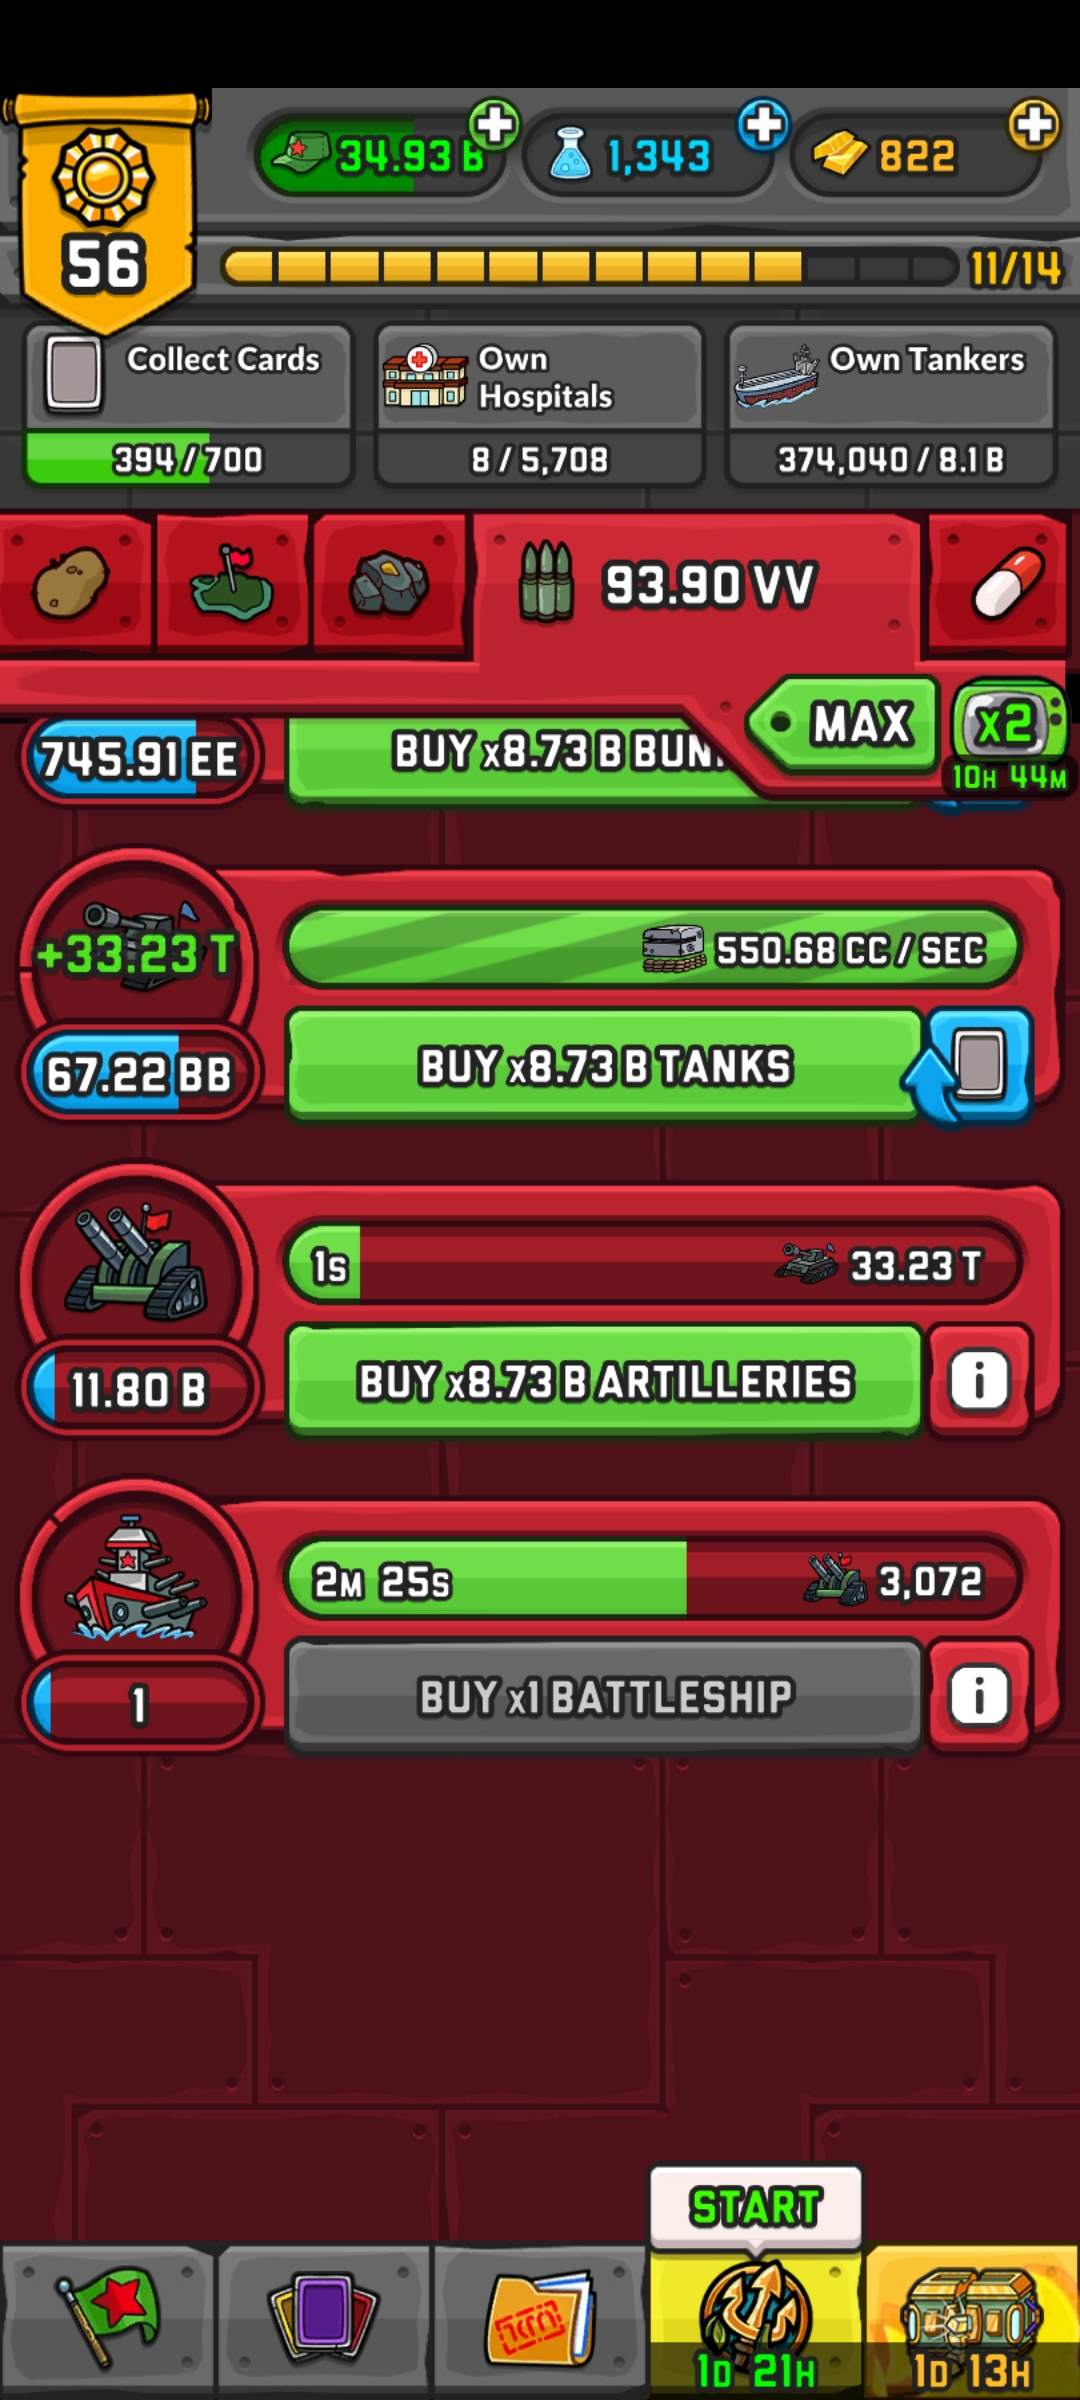 34.93 B
1,343
822
56
11/14
Collect Cards
394/700
Own
Hospitals
8/5,708
Own Tankers
374,040/8.1 B
93.90 VV
MAX
x2
10H 44M
745.91 EE
BUY x8.73 B BUN
+33.23 T
550.68 CC / SEC
67.22 BB
BUY x8.73 B TANKS
1S
33.23 T
11.80 B
BUY x8.73 B ARTILLERIES
i
2M 25S
3,072
1
BUY x1 BATTLESHIP
i
START
1D 21H
1D 13H